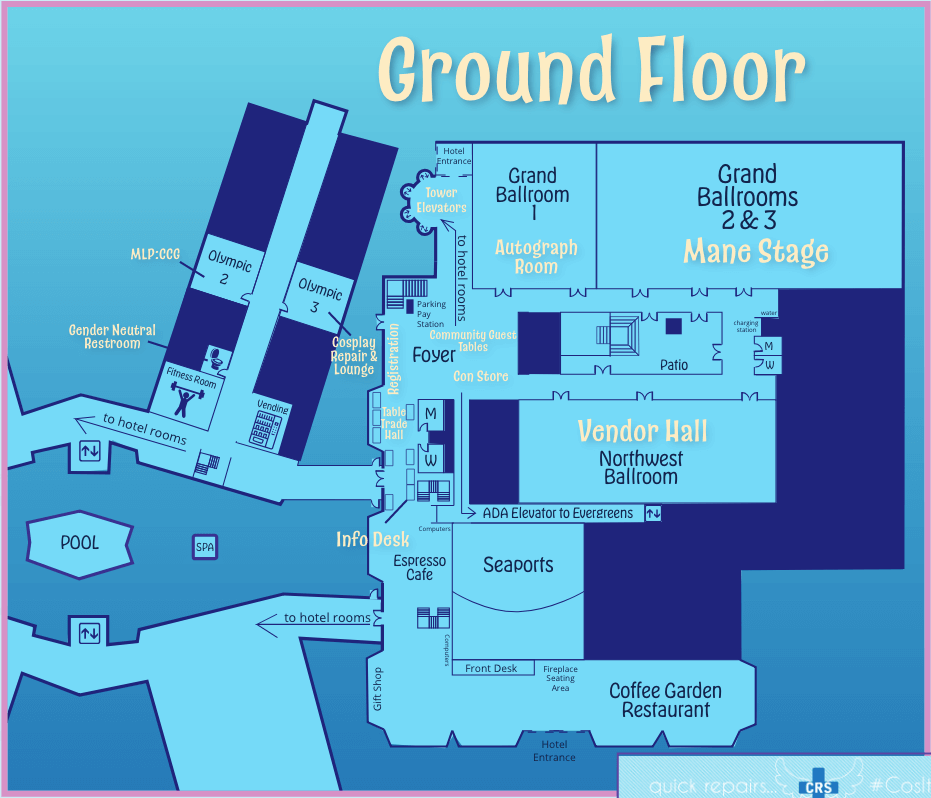 Ground Floor
Hotel
Entrance
Tower
Elevators
to hotel rooms
Grand
Ballroom
1
Autograph
Room
Grand
Ballrooms
2 & 3
Mane Stage
MLP:CCG
Olympic
2
Olympic
3
Gender Neutral
Restroom
Cosplay
Repair &
Lounge
Fitness Room
Vending
Parking
Pay
Station
Registration
Foyer
Community Guest
Tables
Con Store
Patio
water
charging
station
M
W
Table
Trade
Hall
M
W
Vendor Hall
Northwest
Ballroom
to hotel rooms
ADA Elevator to Evergreens
Computers
Info Desk
POOL
SPA
Espresso
Cafe
Seaports
to hotel rooms
Computers
Gift Shop
Front Desk
Fireplace
Seating
Area
Coffee Garden
Restaurant
Hotel
Entrance
quick repairs...
CRS
#CosIt